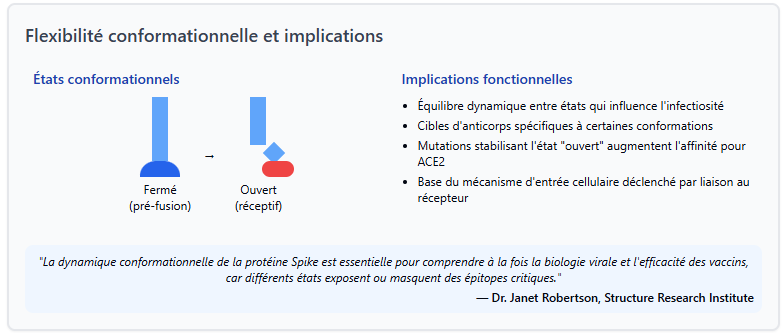 Flexibilité conformationnelle et implications
États conformationnels
→
Fermé
(pré-fusion)
Ouvert
(réceptif)
Implications fonctionnelles
• Équilibre dynamique entre états qui influence l'infectiosité
• Cibles d'anticorps spécifiques à certaines conformations
• Mutations stabilisant l'état "ouvert" augmentent l'affinité pour
ACE2
• Base du mécanisme d'entrée cellulaire déclenché par liaison au
récepteur
"La dynamique conformationnelle de la protéine Spike est essentielle pour comprendre à la fois la biologie virale et l'efficacité des vaccins,
car différents états exposent ou masquent des épitopes critiques."
— Dr. Janet Robertson, Structure Research Institute